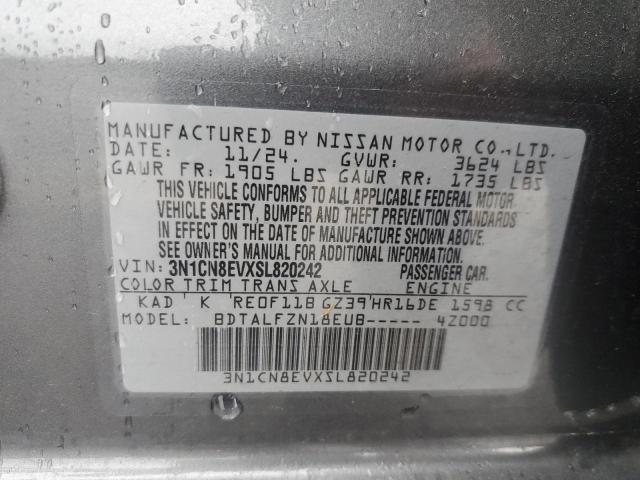 MANUFACTURED BY NISSAN MOTOR CO., LTD.
DATE: 11/24. GVWR: 3624 LBS
GAWR FR: 1905 LBS GAWR RR: 1735 LBS
THIS VEHICLE CONFORMS TO ALL APPLICABLE FEDERAL MOTOR
VEHICLE SAFETY, BUMPER AND THEFT PREVENTION STANDARDS
IN EFFECT ON THE DATE OF MANUFACTURE SHOWN ABOVE.
SEE OWNER'S MANUAL FOR ADDITIONAL INFORMATION.
VIN: 3N1CN8EVXSL820242 PASSENGER CAR.
COLOR TRIM TRANS AXLE ENGINE
KAD K RE0F11B GZ39 HR16DE 1598 CC
MODEL: BDTALFZN18EUB----- 4Z000
3N1CN8EVXSL820242